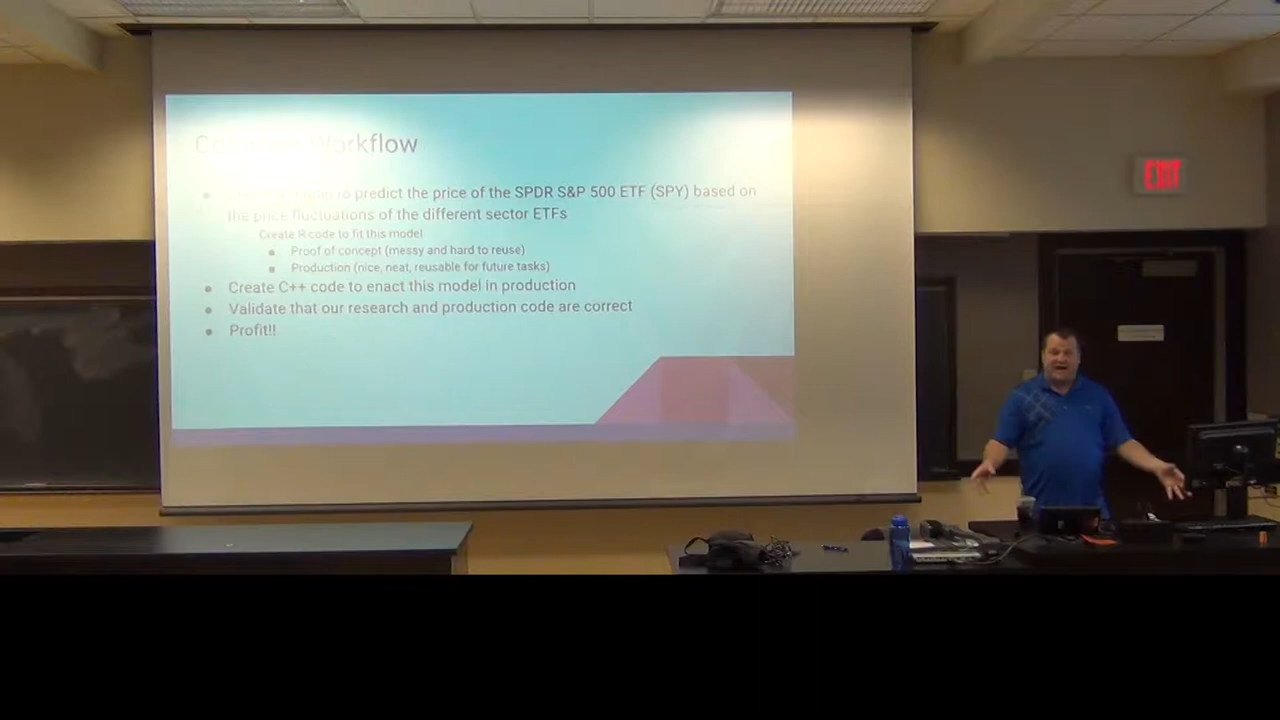 Workflow
to predict the price of the SPDR S&P 500 ETF (SPY) based on
the price fluctuations of the different sector ETFs
Create R code to fit this model
Proof of concept (messy and hard to reuse)
Production (nice, neat, reusable for future tasks)
Create C++ code to enact this model in production
Validate that our research and production code are correct
Profit!!
EXIT